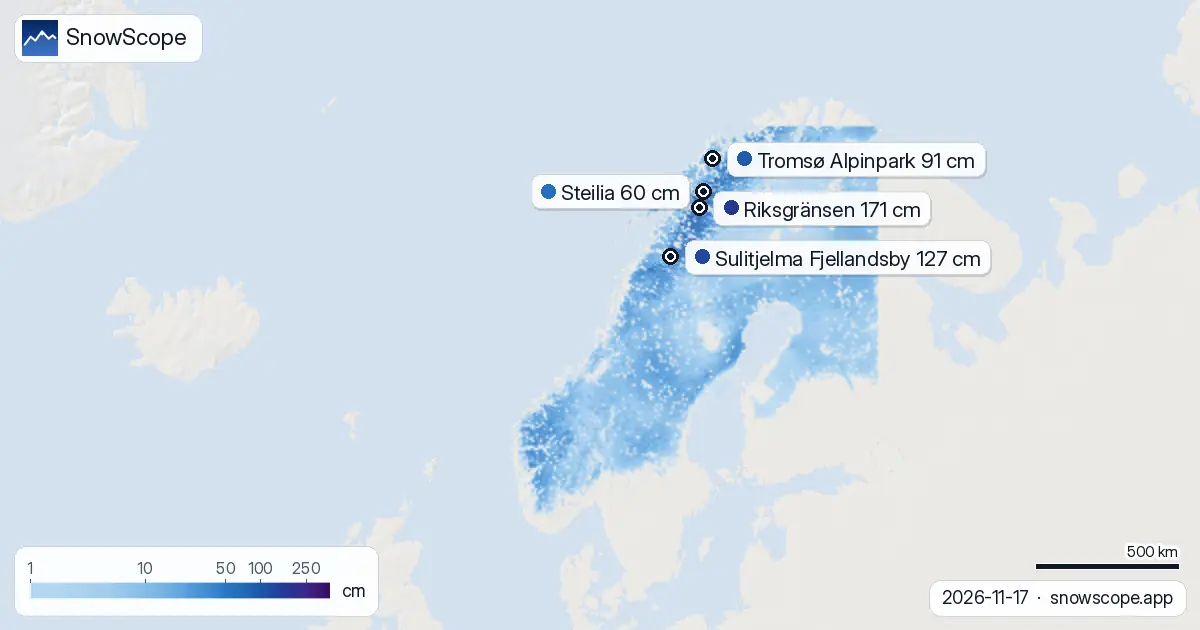 SnowScope
Tromsø Alpinpark 91 cm
Steilia 60 cm
Riksgränsen 171 cm
Sulitjelma Fjellandsby 127 cm
1 10 50 100 250
cm
500 km
2026-11-17 · snowscope.app